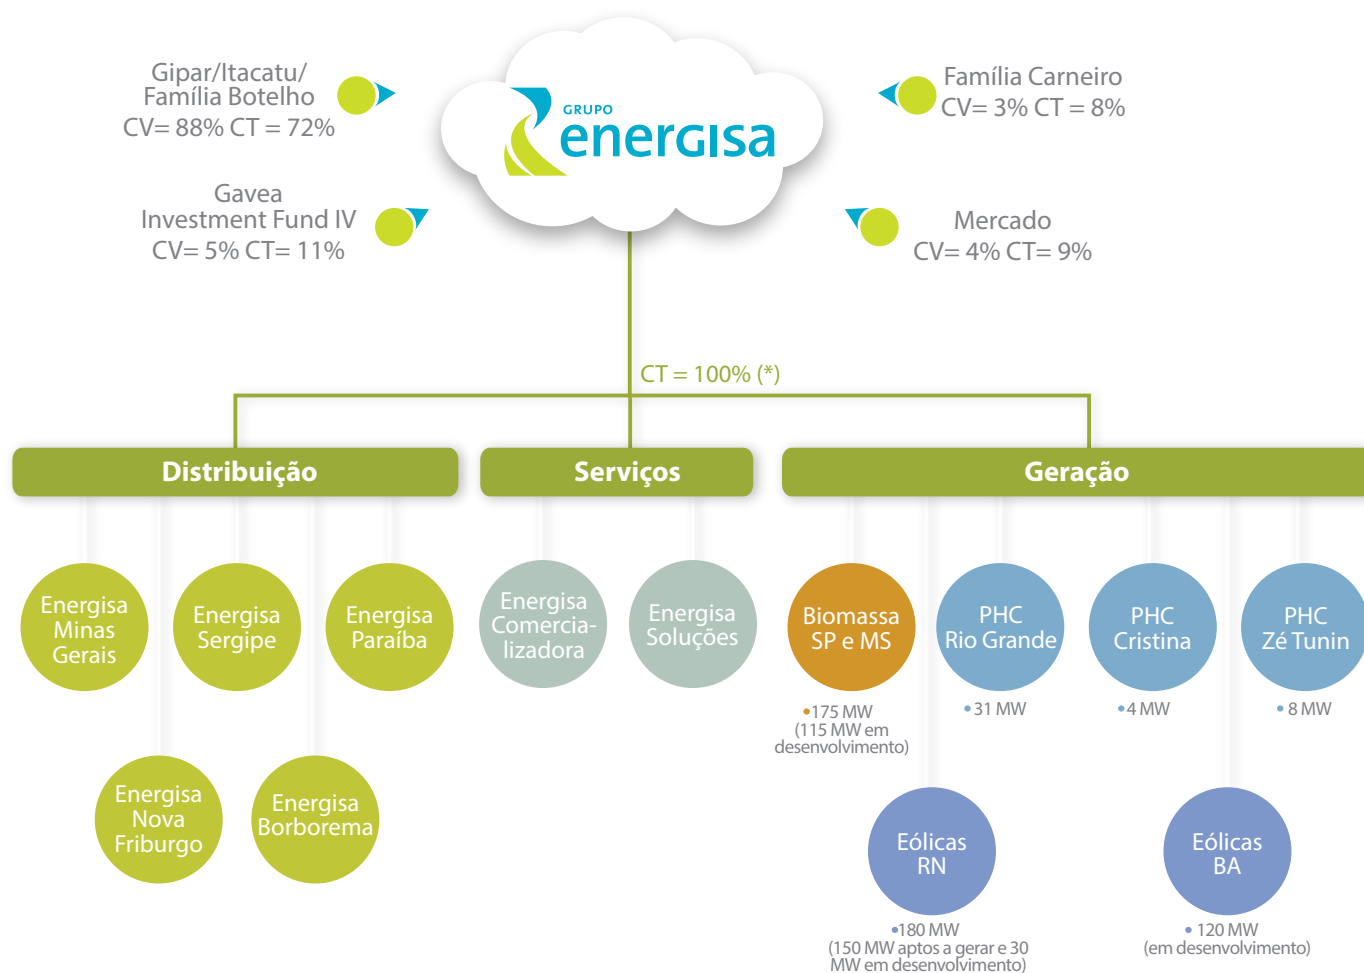 Gipar/Itacatu/
Família Botelho
CV= 88% CT = 72%
GRUPO
energisa
Família Carneiro
CV= 3% CT = 8%
Gavea
Investment Fund IV
CV= 5% CT= 11%
Mercado
CV= 4% CT= 9%
CT = 100% (*)
Distribuição
Serviços
Geração
Energisa
Minas
Gerais
Energisa
Sergipe
Energisa
Paraíba
Energisa
Comercia-
lizadora
Energisa
Soluções
Biomassa
SP e MS
PHC
Rio Grande
PHC
Cristina
PHC
Zé Tunin
•175 MW
(115 MW em
desenvolvimento)
•31 MW
•4 MW
• 8 MW
Energisa
Nova
Friburgo
Energisa
Borborema
Eólicas
RN
Eólicas
BA
•180 MW
(150 MW aptos a gerar e 30
MW em desenvolvimento)
• 120 MW
(em desenvolvimento)